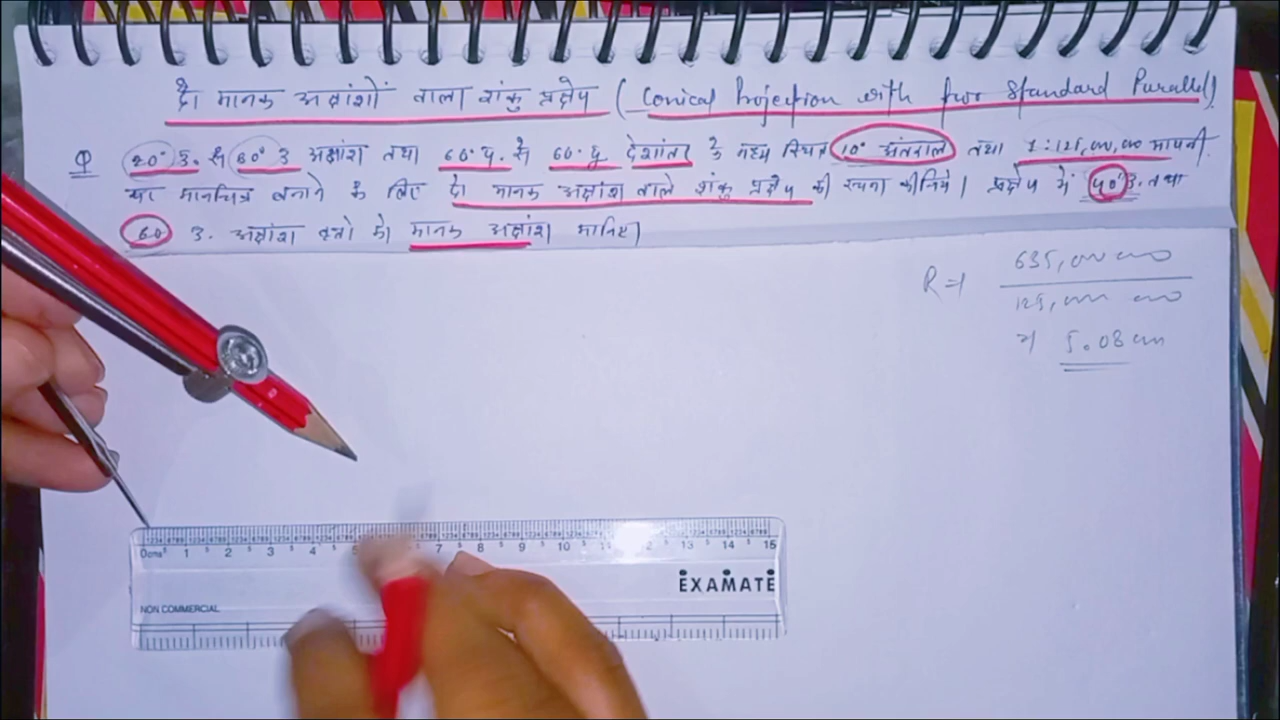 दो मानक अक्षांशों वाला शंकु प्रक्षेप (Conical Projection with two Standard Parallel)
Q 20° उ. से 80° उ अक्षांश तथा 60° प. से 60° पू देशांतर के मध्य स्थित 10° अंतराल तथा 1:125,000,000 मापनी
पर मानचित्र बनाने के लिए दो मानक अक्षांश वाले शंकु प्रक्षेप की रचना कीजिये। प्रक्षेप में 40° उ. तथा
60 उ. अक्षांश वृत्तो को मानक अक्षांश मानिए।
R =
635,000,000
125,000,000
5.08 cm
0cms 1 2 3 4 5 7 8 9 10 13 14 15
EXAMATE
NON COMMERCIAL